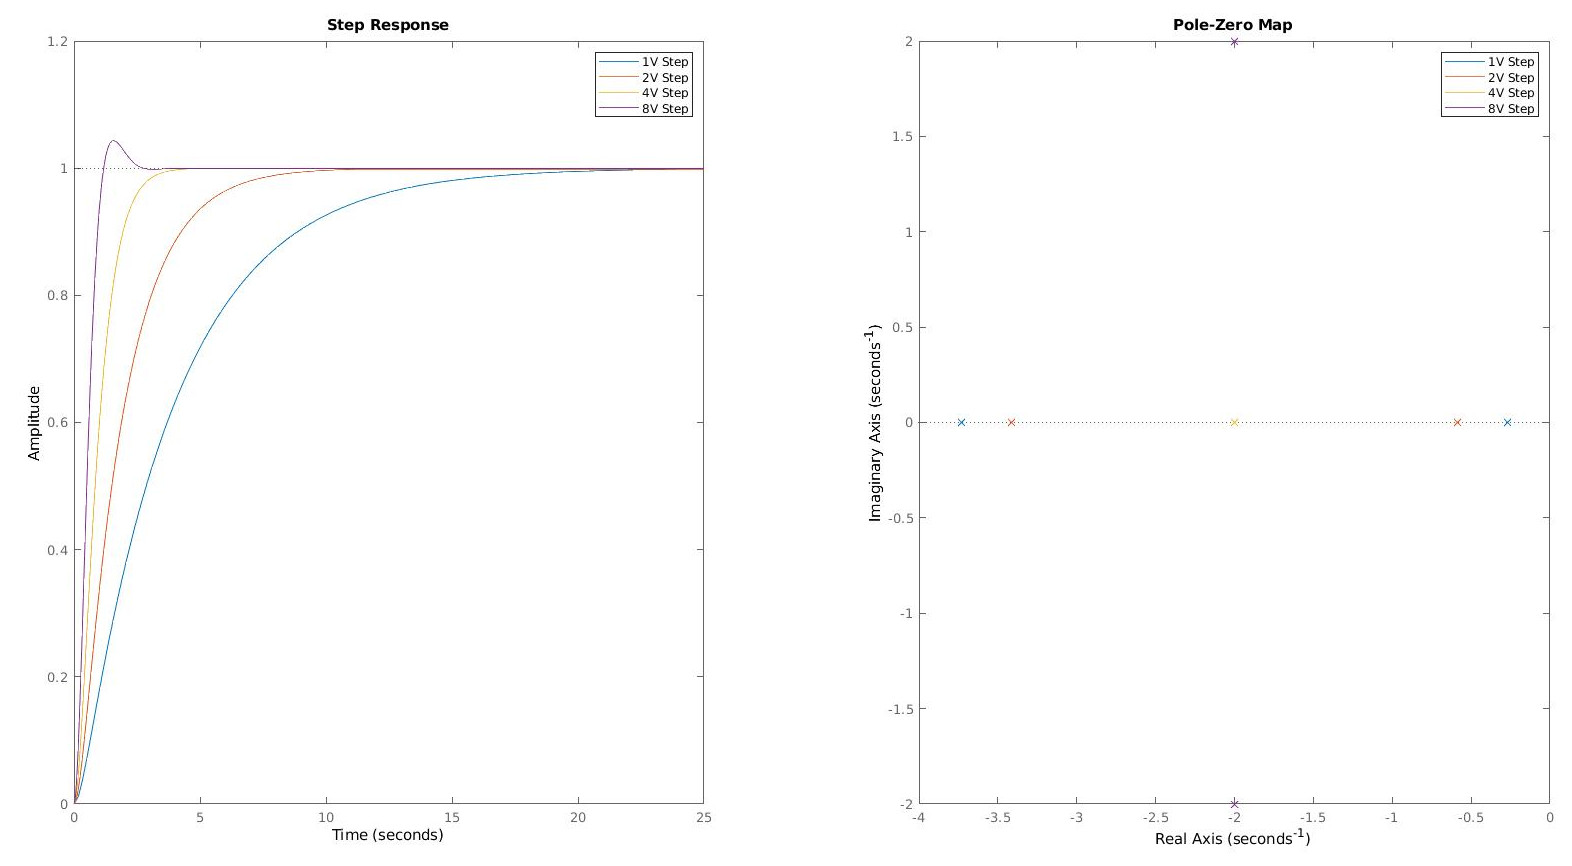 Step Response
1.2
1
0.8
0.6
0.4
0.2
0
Amplitude
1V Step
2V Step
4V Step
8V Step
0 5 10 15 20 25
Time (seconds)
Pole-Zero Map
2
1.5
1
0.5
0
-0.5
-1
-1.5
-2
Imaginary Axis (seconds-1)
1V Step
2V Step
4V Step
8V Step
-4 -3.5 -3 -2.5 -2 -1.5 -1 -0.5 0
Real Axis (seconds-1)